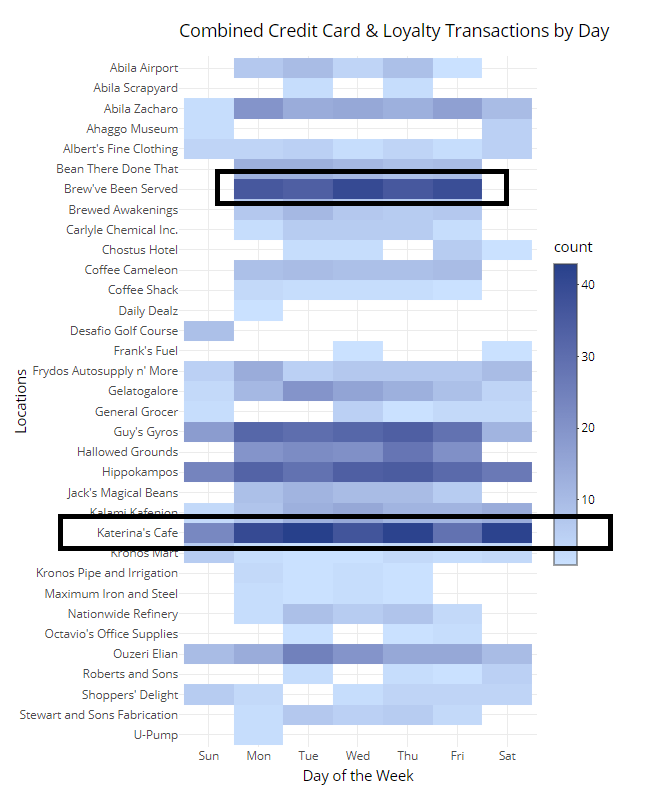 Combined Credit Card & Loyalty Transactions by Day
Abila Airport
Abila Scrapyard
Abila Zacharo
Ahaggo Museum
Albert's Fine Clothing
Bean There Done That
Brew've Been Served
Brewed Awakenings
Carlyle Chemical Inc.
Chostus Hotel
Coffee Cameleon
Coffee Shack
Daily Dealz
Desafio Golf Course
Frank's Fuel
Frydos Autosupply n' More
Gelatogalore
General Grocer
Guy's Gyros
Hallowed Grounds
Hippokampos
Jack's Magical Beans
Kalami Kafenion
Katerina's Cafe
Kronos Mart
Kronos Pipe and Irrigation
Maximum Iron and Steel
Nationwide Refinery
Octavio's Office Supplies
Ouzeri Elian
Roberts and Sons
Shoppers' Delight
Stewart and Sons Fabrication
U-Pump
Locations
Sun Mon Tue Wed Thu Fri Sat
Day of the Week
count
40
30
20
10